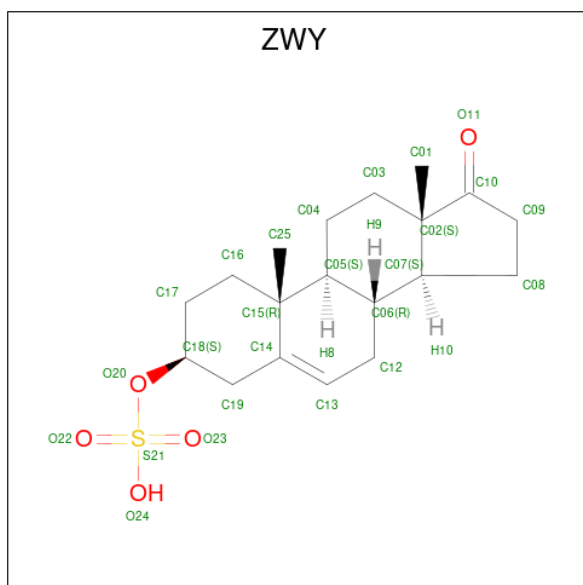 ZWY
O11
C01
C10
C03
C09
C04
H9
C25
C02(S)
C16
C05(S)
C07(S)
C08
C17
C15(R)
C06(R)
C18(S)
C14
H8
H10
O20
C12
C19
C13
O
O
O22
O
S
O
O23
S21
OH
O24
H
H
H